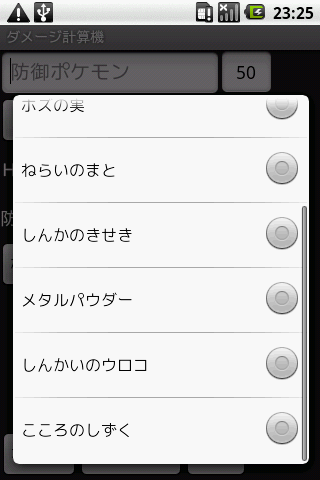 23:25
ダメージ計算機
防御ポケモン
50
ホズの実
ねらいのまと
しんかのきせき
メタルパウダー
しんかいのウロコ
こころのしずく